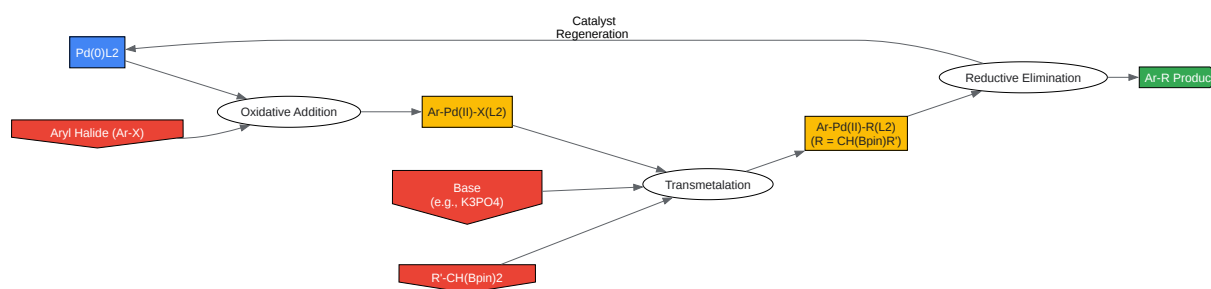 Catalyst
Regeneration
Pd(0)L2
Reductive Elimination
Ar-R Produc
Oxidative Addition
Ar-Pd(II)-X(L2)
Aryl Halide (Ar-X)
Ar-Pd(II)-R(L2)
(R = CH(Bpin)R')
Transmetalation
Base
(e.g., K3PO4)
R'-CH(Bpin)2